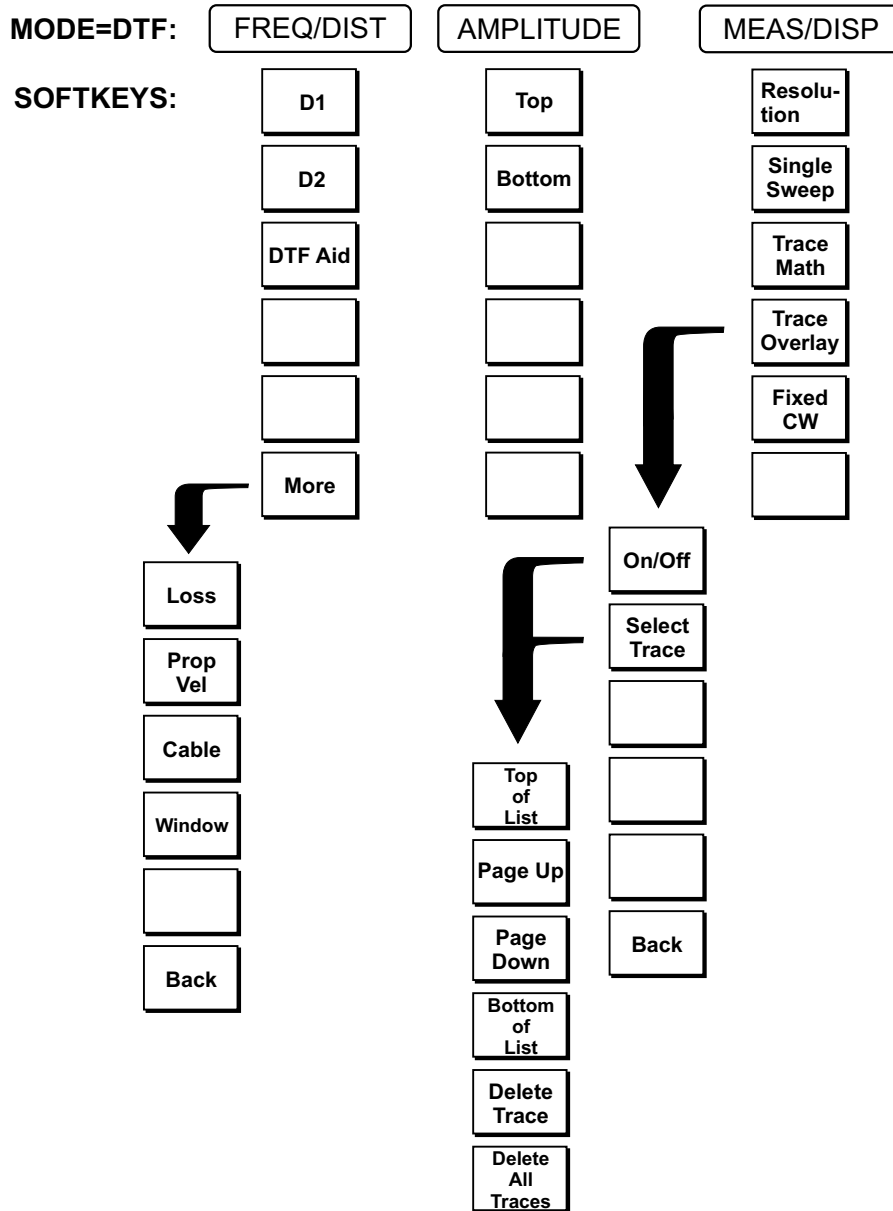 MODE=DTF: FREQ/DIST AMPLITUDE MEAS/DISP
SOFTKEYS:
D1
D2
DTF Aid
More
Loss
Prop
Vel
Cable
Window
Back
Top
Bottom
Resolu-
tion
Single
Sweep
Trace
Math
Trace
Overlay
Fixed
CW
On/Off
Select
Trace
Back
Top
of
List
Page Up
Page
Down
Bottom
of
List
Delete
Trace
Delete
All
Traces